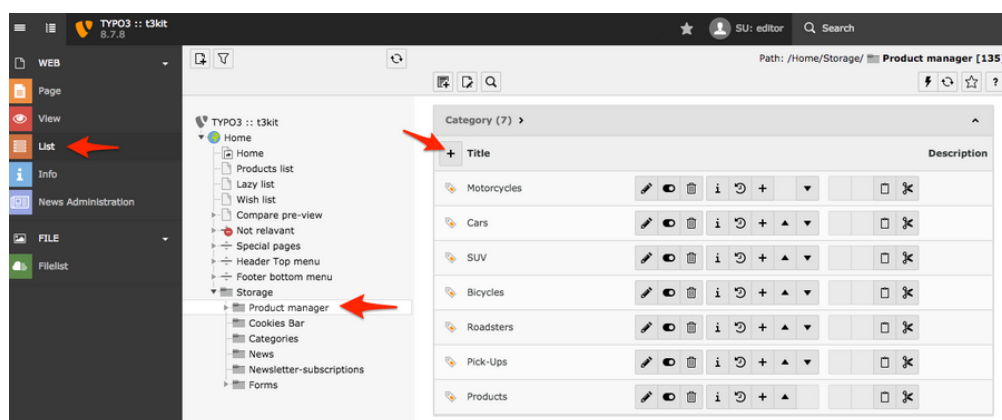 TYPO3 :: t3kit
8.7.8
SU: editor
Search
WEB
Page
View
List
Info
News Administration
FILE
Filelist
Path: /Home/Storage/ Product manager [135]
TYPO3 :: t3kit
Home
Home
Products list
Lazy list
Wish list
Compare pre-view
Not relavant
Special pages
Header Top menu
Footer bottom menu
Storage
Product manager
Cookies Bar
Categories
News
Newsletter-subscriptions
Forms
Category (7)
Title Description
Motorcycles
Cars
SUV
Bicycles
Roadsters
Pick-Ups
Products